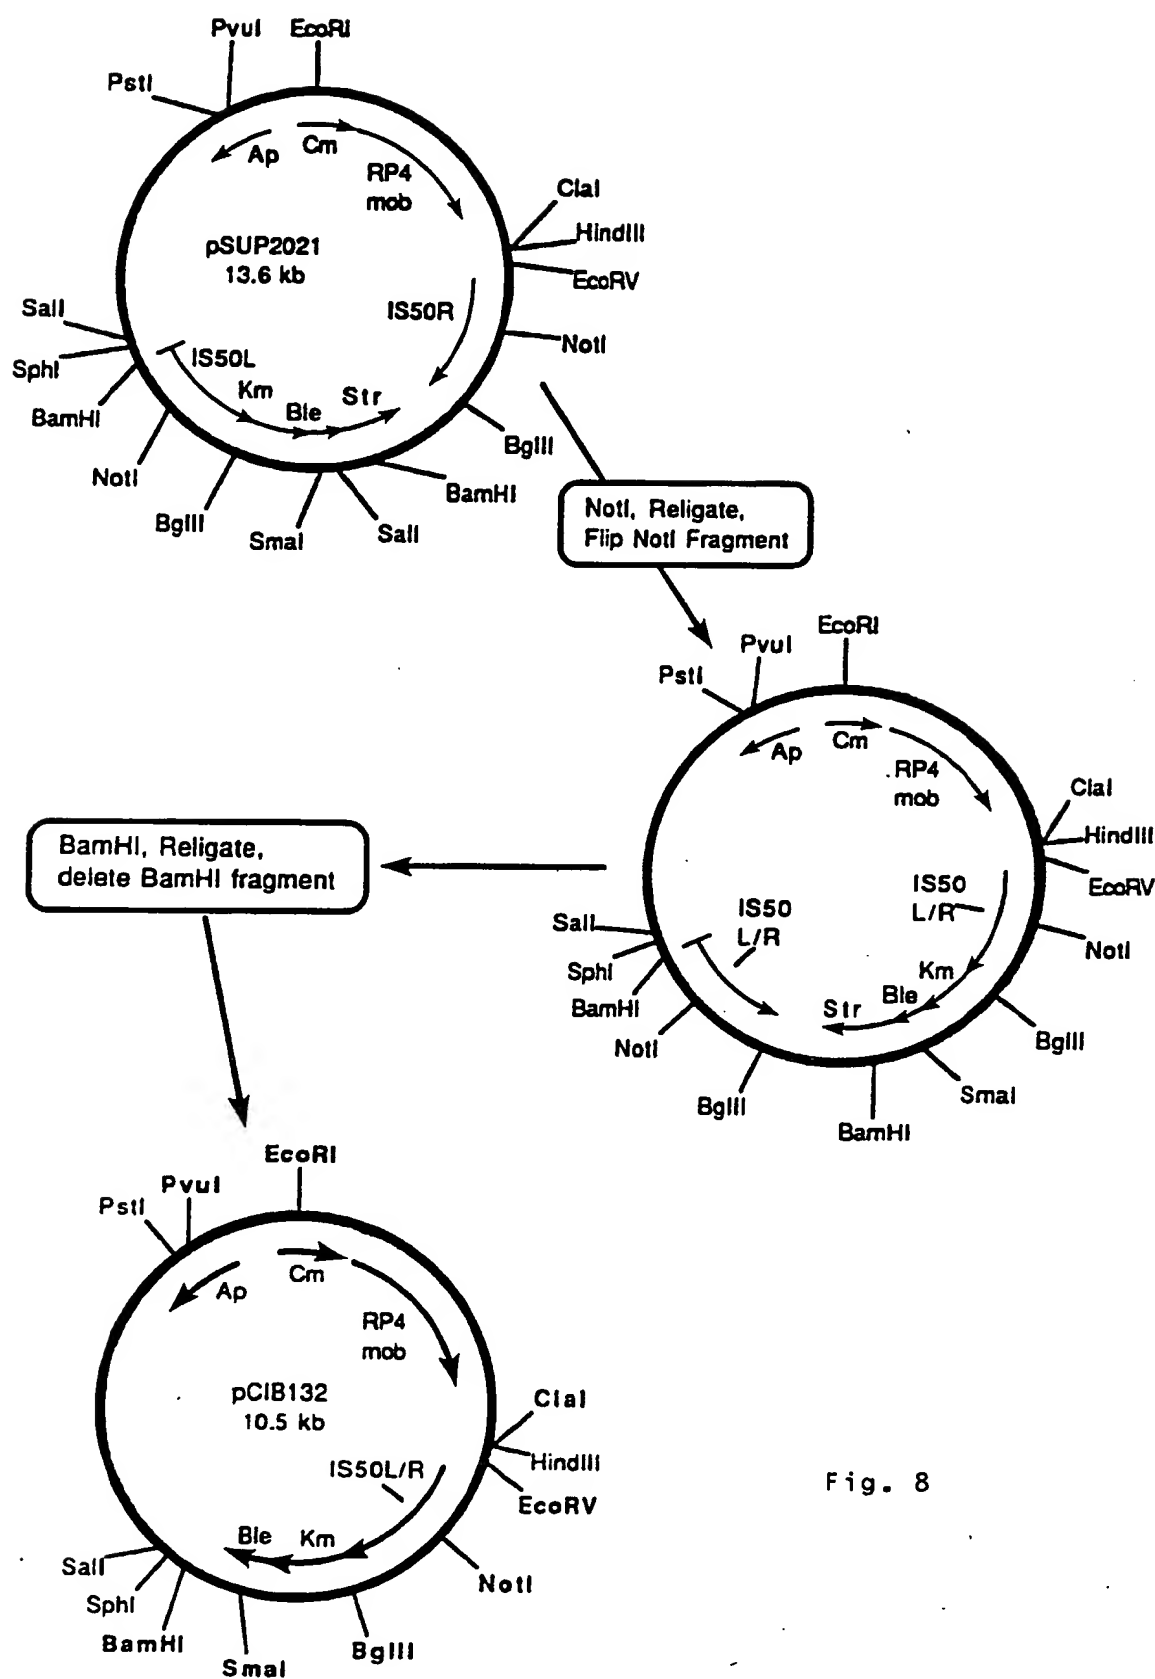 PvuI
EcoRI
PstI
Ap
Cm
RP4
mob
ClaI
HindIII
EcoRV
pSUP2021
13.6 kb
IS50R
NotI
SalI
SphI
BamHI
IS50L
Km
Ble
Str
NotI
BglII
SmaI
SalI
BamHI
BglII
NotI, Religate,
Flip NotI Fragment
EcoRI
PvuI
PstI
Ap
Cm
RP4
mob
ClaI
HindIII
EcoRV
BamHI, Religate,
delete BamHI fragment
IS50
L/R
IS50
L/R
SalI
SphI
BamHI
NotI
NotI
Km
Ble
Str
BglII
BglII
SmaI
BamHI
EcoRI
PvuI
PstI
Ap
Cm
RP4
mob
pCIB132
10.5 kb
ClaI
HindIII
EcoRV
IS50L/R
Ble
Km
SalI
SphI
BamHI
SmaI
BglII
NotI
Fig. 8